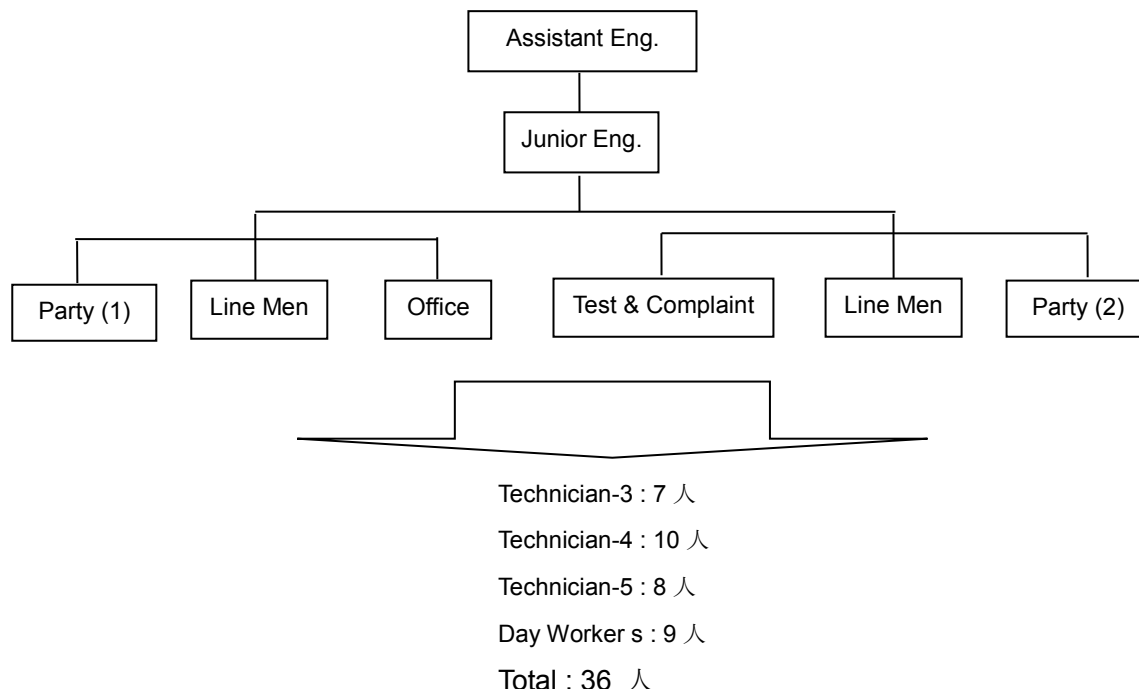 Assistant Eng.
Junior Eng.
Party (1)
Line Men
Office
Test & Complaint
Line Men
Party (2)
Technician-3 : 7 人
Technician-4 : 10 人
Technician-5 : 8 人
Day Worker s : 9 人
Total : 36 人